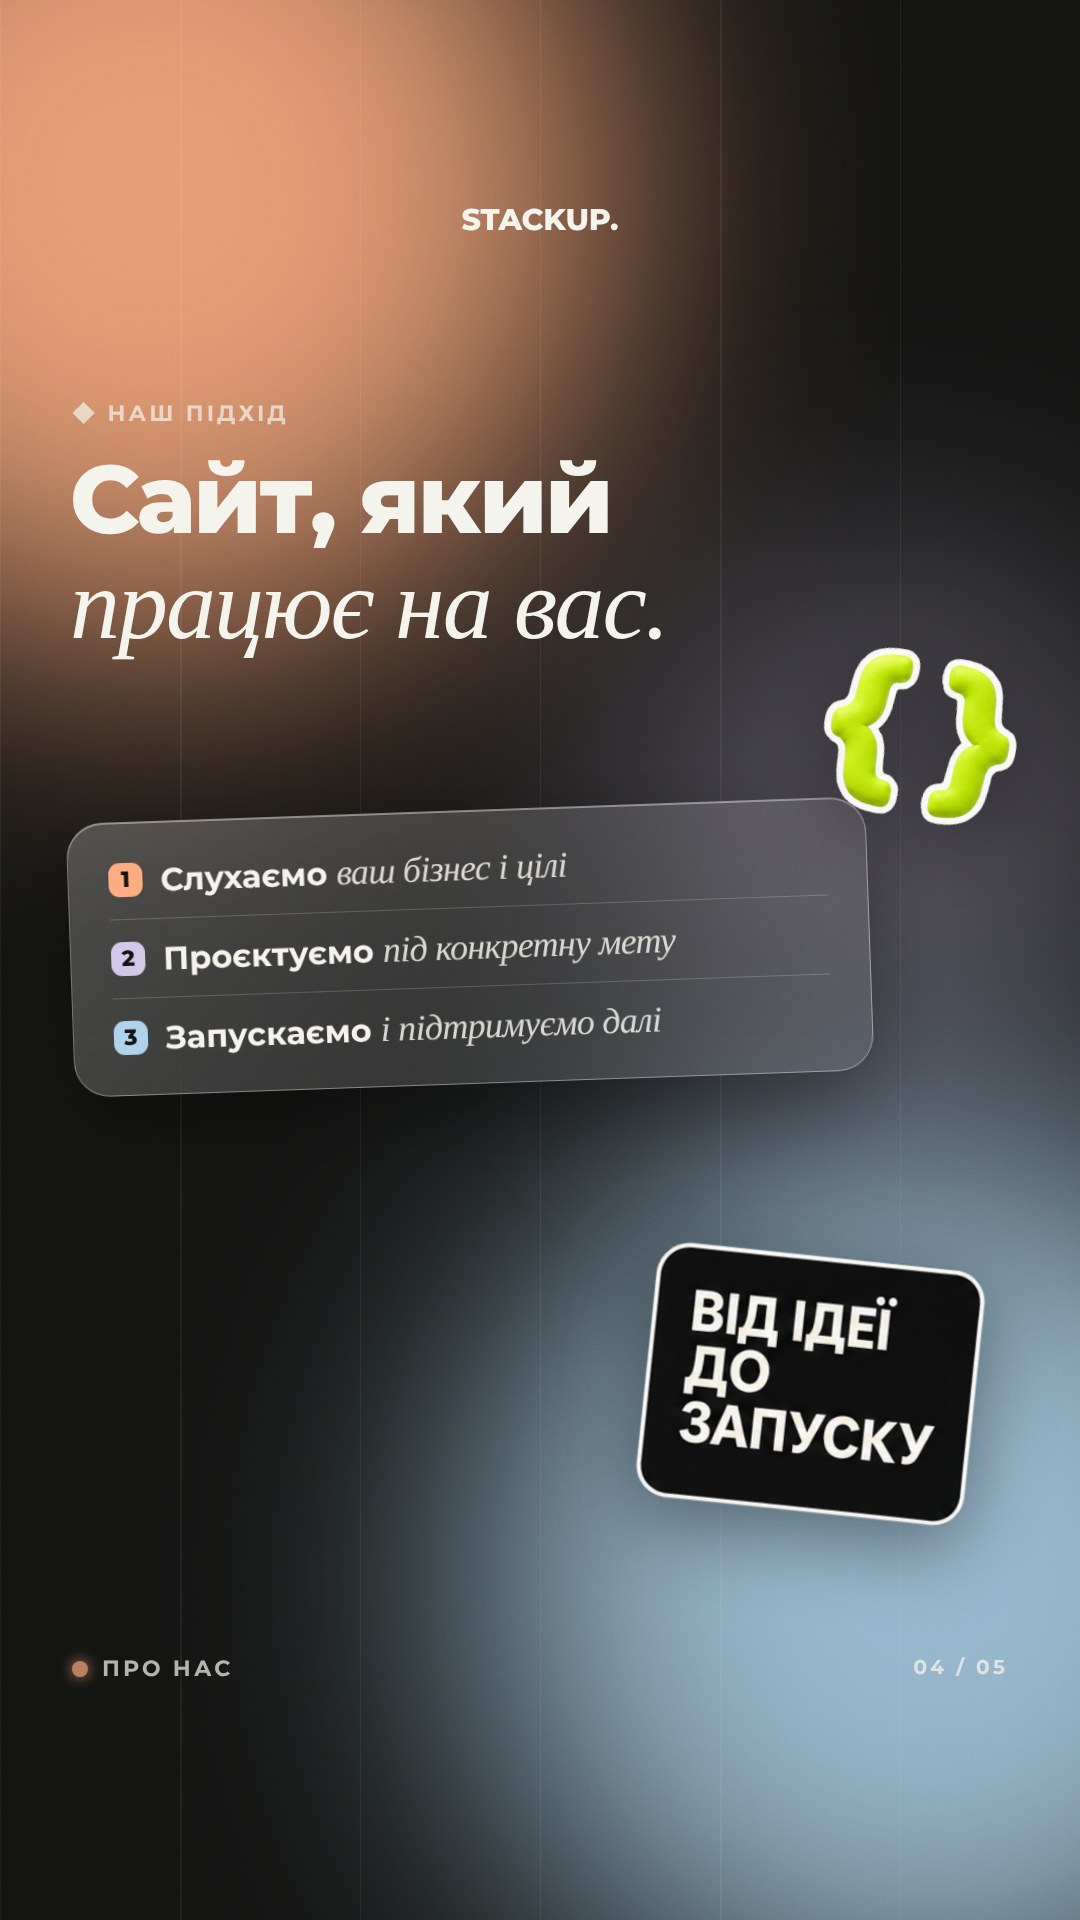 STACKUP.
НАШ ПІДХІД
Сайт, який
працює на вас.
{ }
1 Слухаємо ваш бізнес і цілі
2 Проєктуємо під конкретну мету
3 Запускаємо і підтримуємо далі
ВІД ІДЕЇ
ДО
ЗАПУСКУ
ПРО НАС
04 / 05